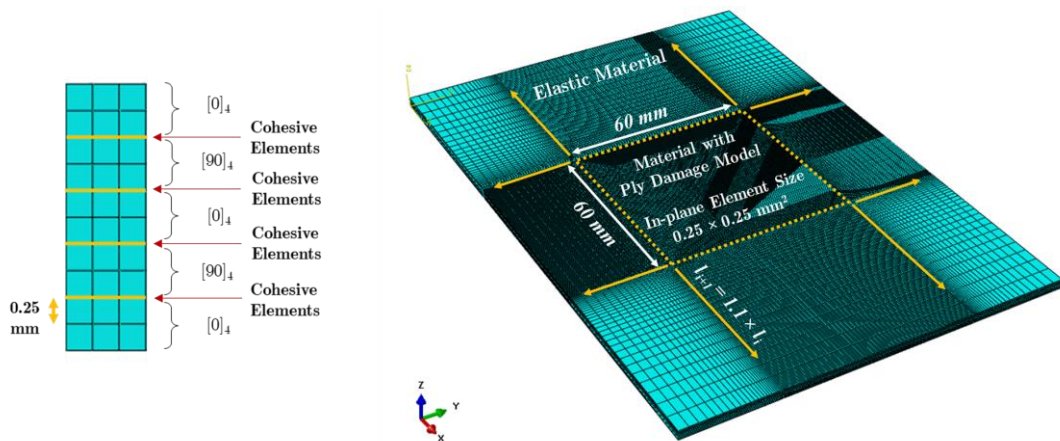 [0]₄
Cohesive
Elements
[90]₄
Cohesive
Elements
[0]₄
Cohesive
Elements
[90]₄
Cohesive
Elements
[0]₄
0.25
mm
Elastic Material
60 mm
Material with
Ply Damage Model
60 mm
In-plane Element Size
0.25 × 0.25 mm²
lᵢ₊₁ = 1.1 × lᵢ
Z
Y
X
z